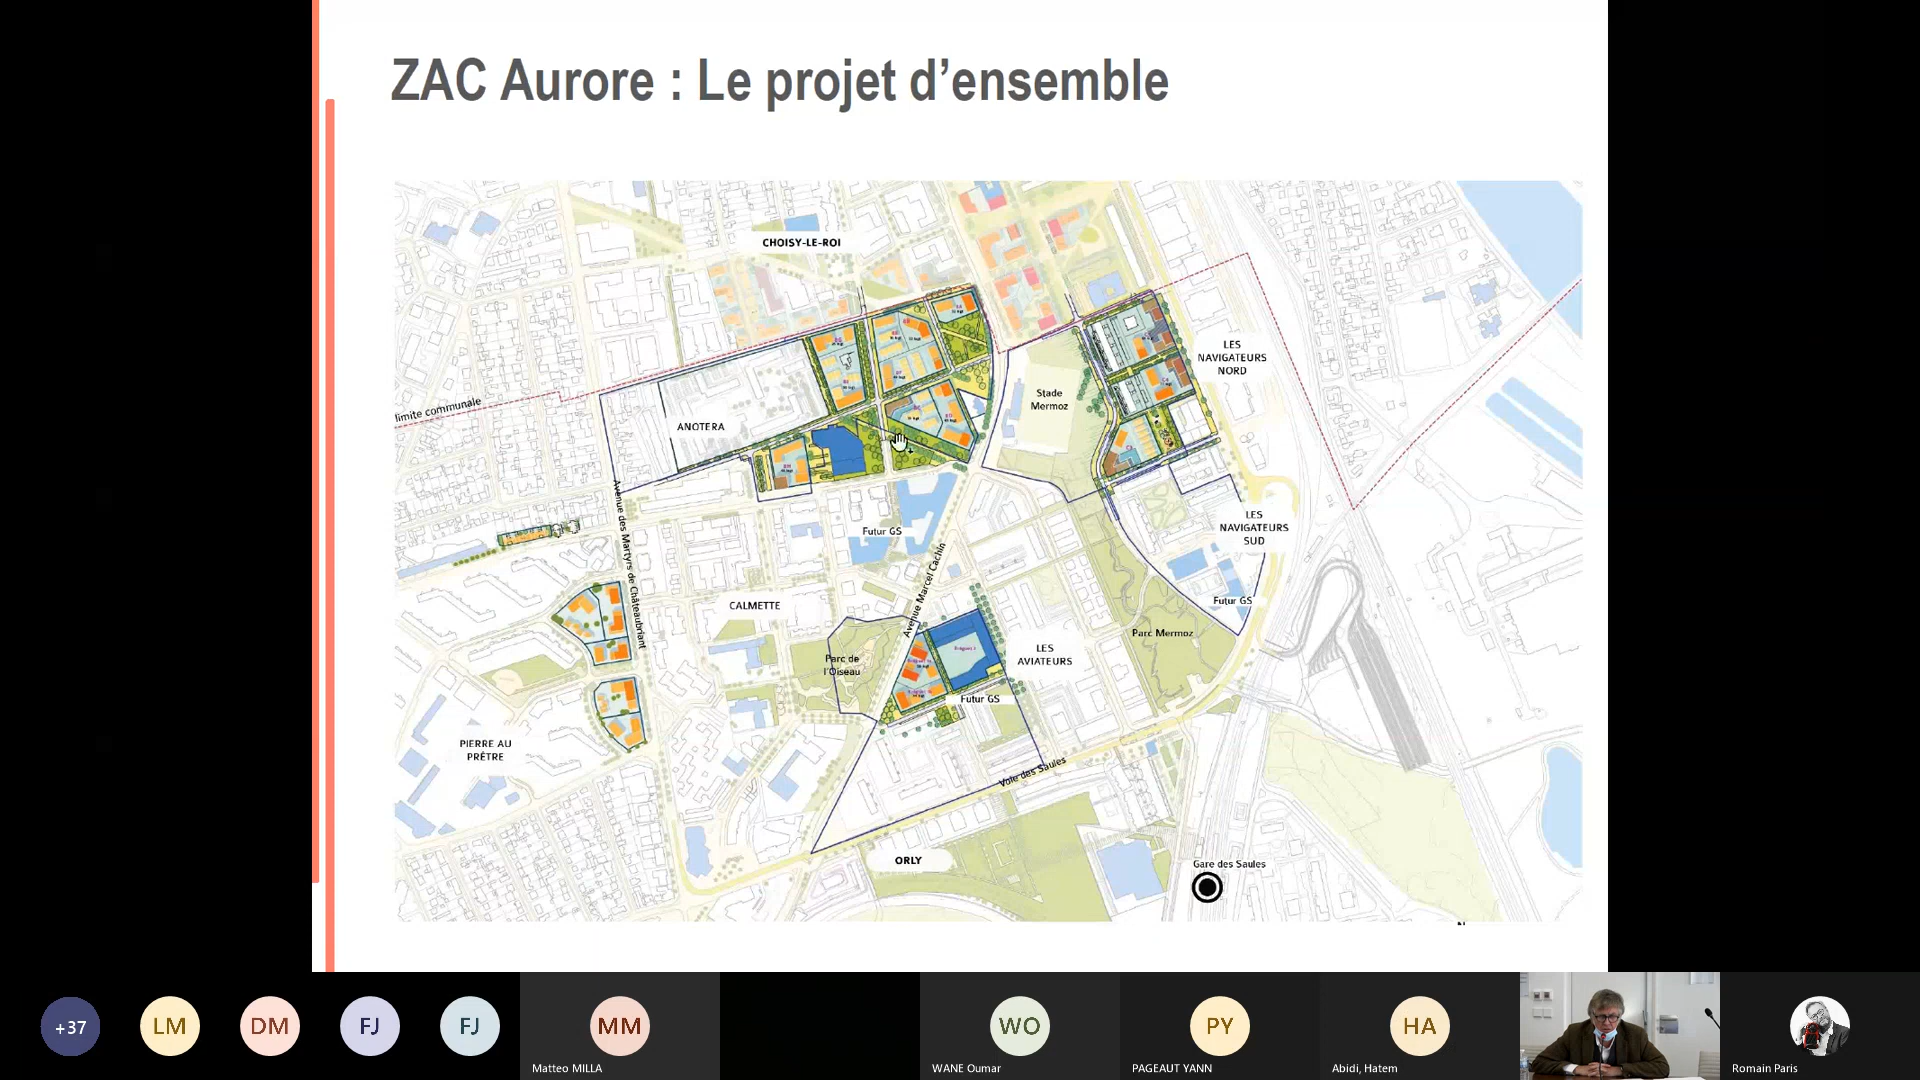 ZAC Aurore : Le projet d’ensemble
CHOISY-LE-ROI
LES
NAVIGATEURS
NORD
Stade
Mermoz
limite communale
ANOTERA
Avenue des Martyrs de Châteaubriant
Futur GS
LES
NAVIGATEURS
SUD
Avenue Marcel Cachin
CALMETTE
Futur GS
Parc Mermoz
Parc de
l'Oiseau
LES
AVIATEURS
Futur GS
PIERRE AU
PRÊTRE
Voie des Saules
ORLY
Gare des Saules
+37
LM
DM
FJ
FJ
MM
WO
PY
HA
Matteo MILLA
WANE Oumar
PAGEAUT YANN
Abidi, Hatem
Romain Paris